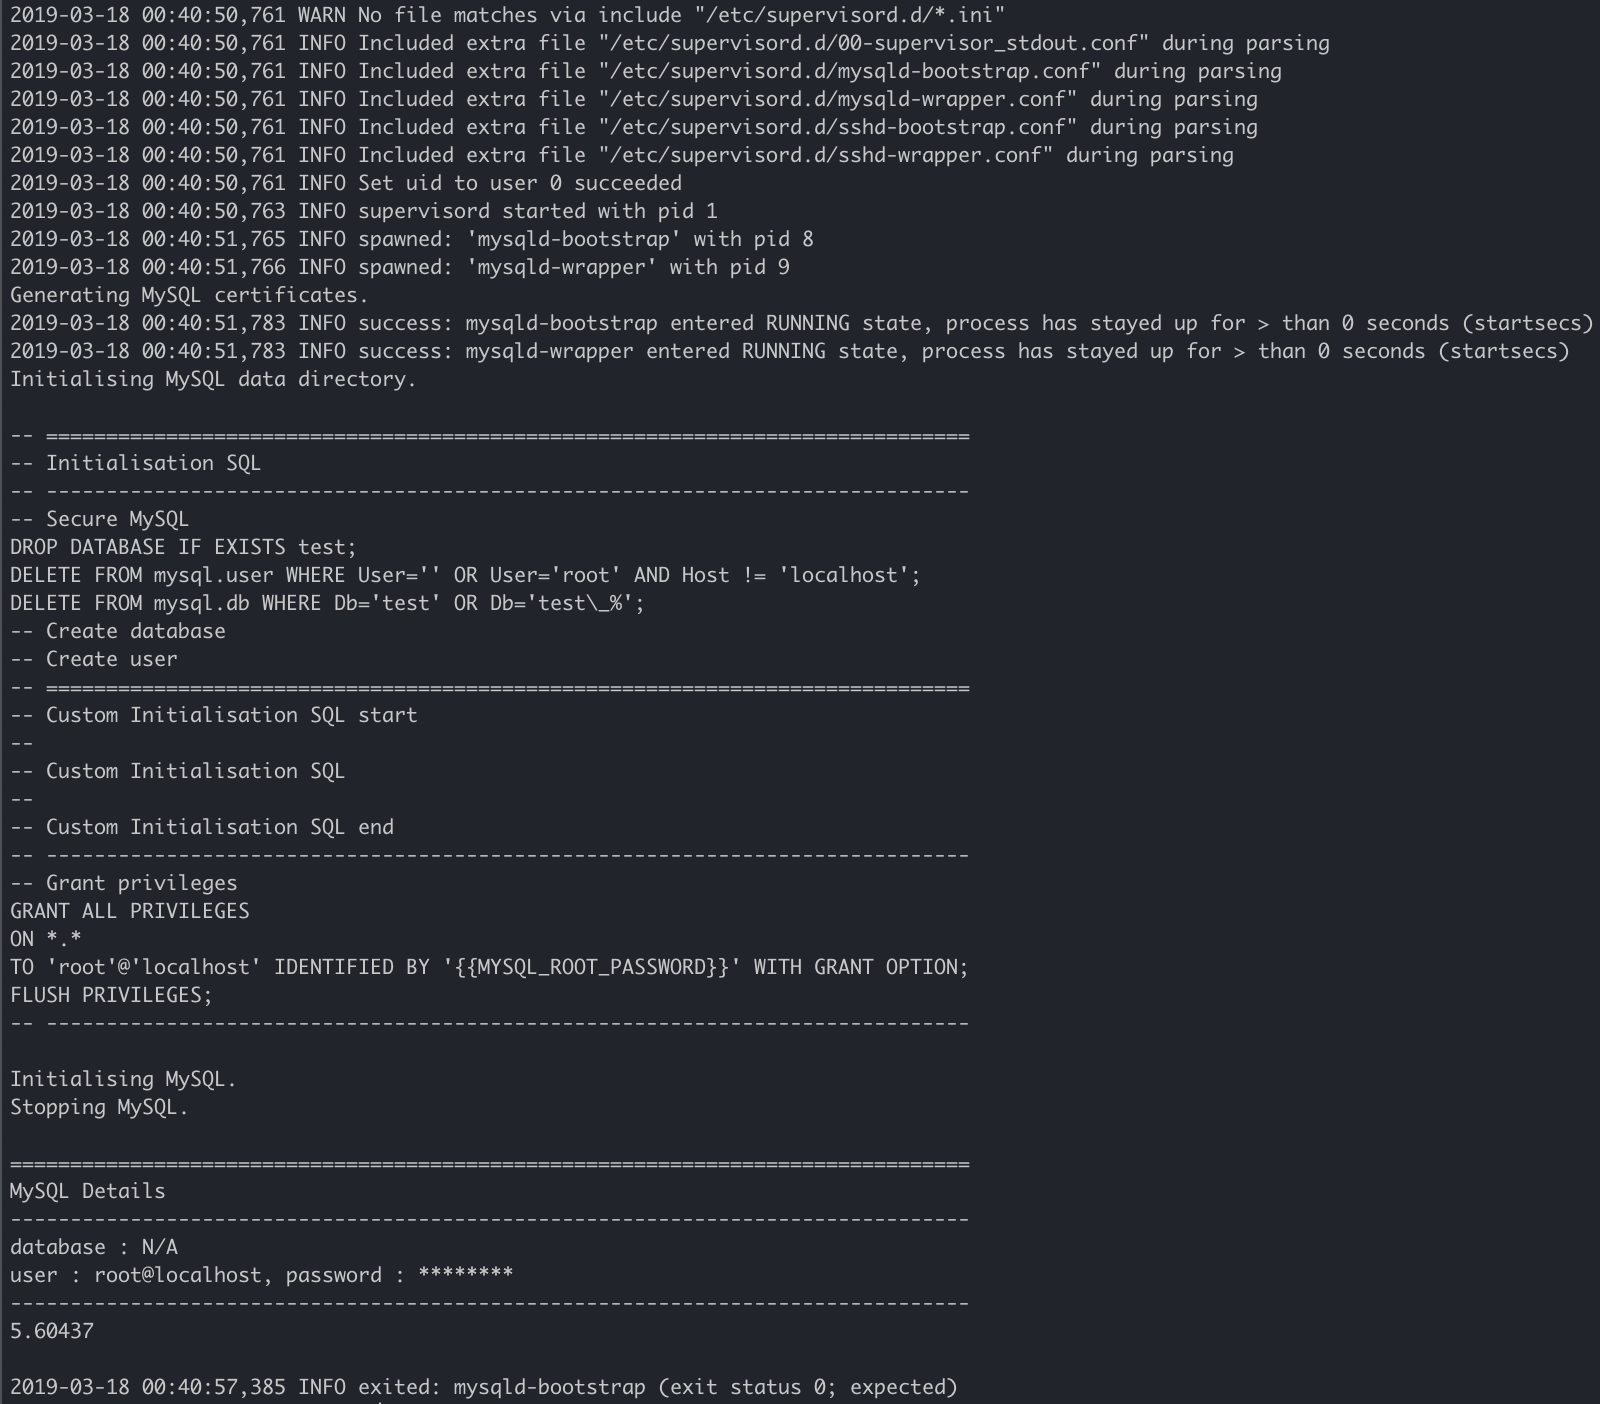 2019-03-18 00:40:50,761 WARN No file matches via include "/etc/supervisord.d/*.ini"
2019-03-18 00:40:50,761 INFO Included extra file "/etc/supervisord.d/00-supervisor_stdout.conf" during parsing
2019-03-18 00:40:50,761 INFO Included extra file "/etc/supervisord.d/mysqld-bootstrap.conf" during parsing
2019-03-18 00:40:50,761 INFO Included extra file "/etc/supervisord.d/mysqld-wrapper.conf" during parsing
2019-03-18 00:40:50,761 INFO Included extra file "/etc/supervisord.d/sshd-bootstrap.conf" during parsing
2019-03-18 00:40:50,761 INFO Included extra file "/etc/supervisord.d/sshd-wrapper.conf" during parsing
2019-03-18 00:40:50,761 INFO Set uid to user 0 succeeded
2019-03-18 00:40:50,763 INFO supervisord started with pid 1
2019-03-18 00:40:51,765 INFO spawned: 'mysqld-bootstrap' with pid 8
2019-03-18 00:40:51,766 INFO spawned: 'mysqld-wrapper' with pid 9
Generating MySQL certificates.
2019-03-18 00:40:51,783 INFO success: mysqld-bootstrap entered RUNNING state, process has stayed up for > than 0 seconds (startsecs)
2019-03-18 00:40:51,783 INFO success: mysqld-wrapper entered RUNNING state, process has stayed up for > than 0 seconds (startsecs)
Initialising MySQL data directory.

-- =============================================================================
-- Initialisation SQL
-- -----------------------------------------------------------------------------
-- Secure MySQL
DROP DATABASE IF EXISTS test;
DELETE FROM mysql.user WHERE User='' OR User='root' AND Host != 'localhost';
DELETE FROM mysql.db WHERE Db='test' OR Db='test\_%';
-- Create database
-- Create user
-- =============================================================================
-- Custom Initialisation SQL start
--
-- Custom Initialisation SQL
--
-- Custom Initialisation SQL end
-- -----------------------------------------------------------------------------
-- Grant privileges
GRANT ALL PRIVILEGES
ON *.*
TO 'root'@'localhost' IDENTIFIED BY '{{MYSQL_ROOT_PASSWORD}}' WITH GRANT OPTION;
FLUSH PRIVILEGES;
-- -----------------------------------------------------------------------------

Initialising MySQL.
Stopping MySQL.

================================================================================
MySQL Details
--------------------------------------------------------------------------------
database : N/A
user : root@localhost, password : ********
--------------------------------------------------------------------------------
5.60437

2019-03-18 00:40:57,385 INFO exited: mysqld-bootstrap (exit status 0; expected)